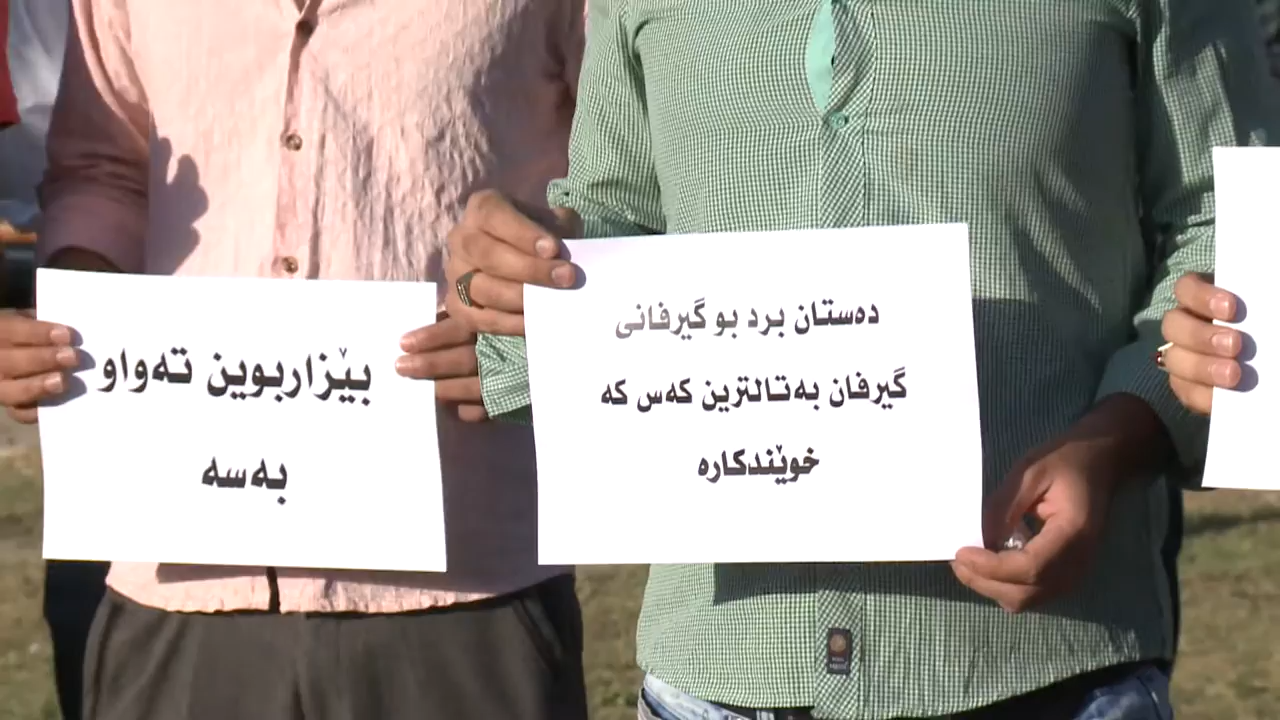 بێزاربوین تەواو
بەسە
دەستان برد بو گیرفانی
گیرفان بەتالترین کەس کە
خوێندکارە